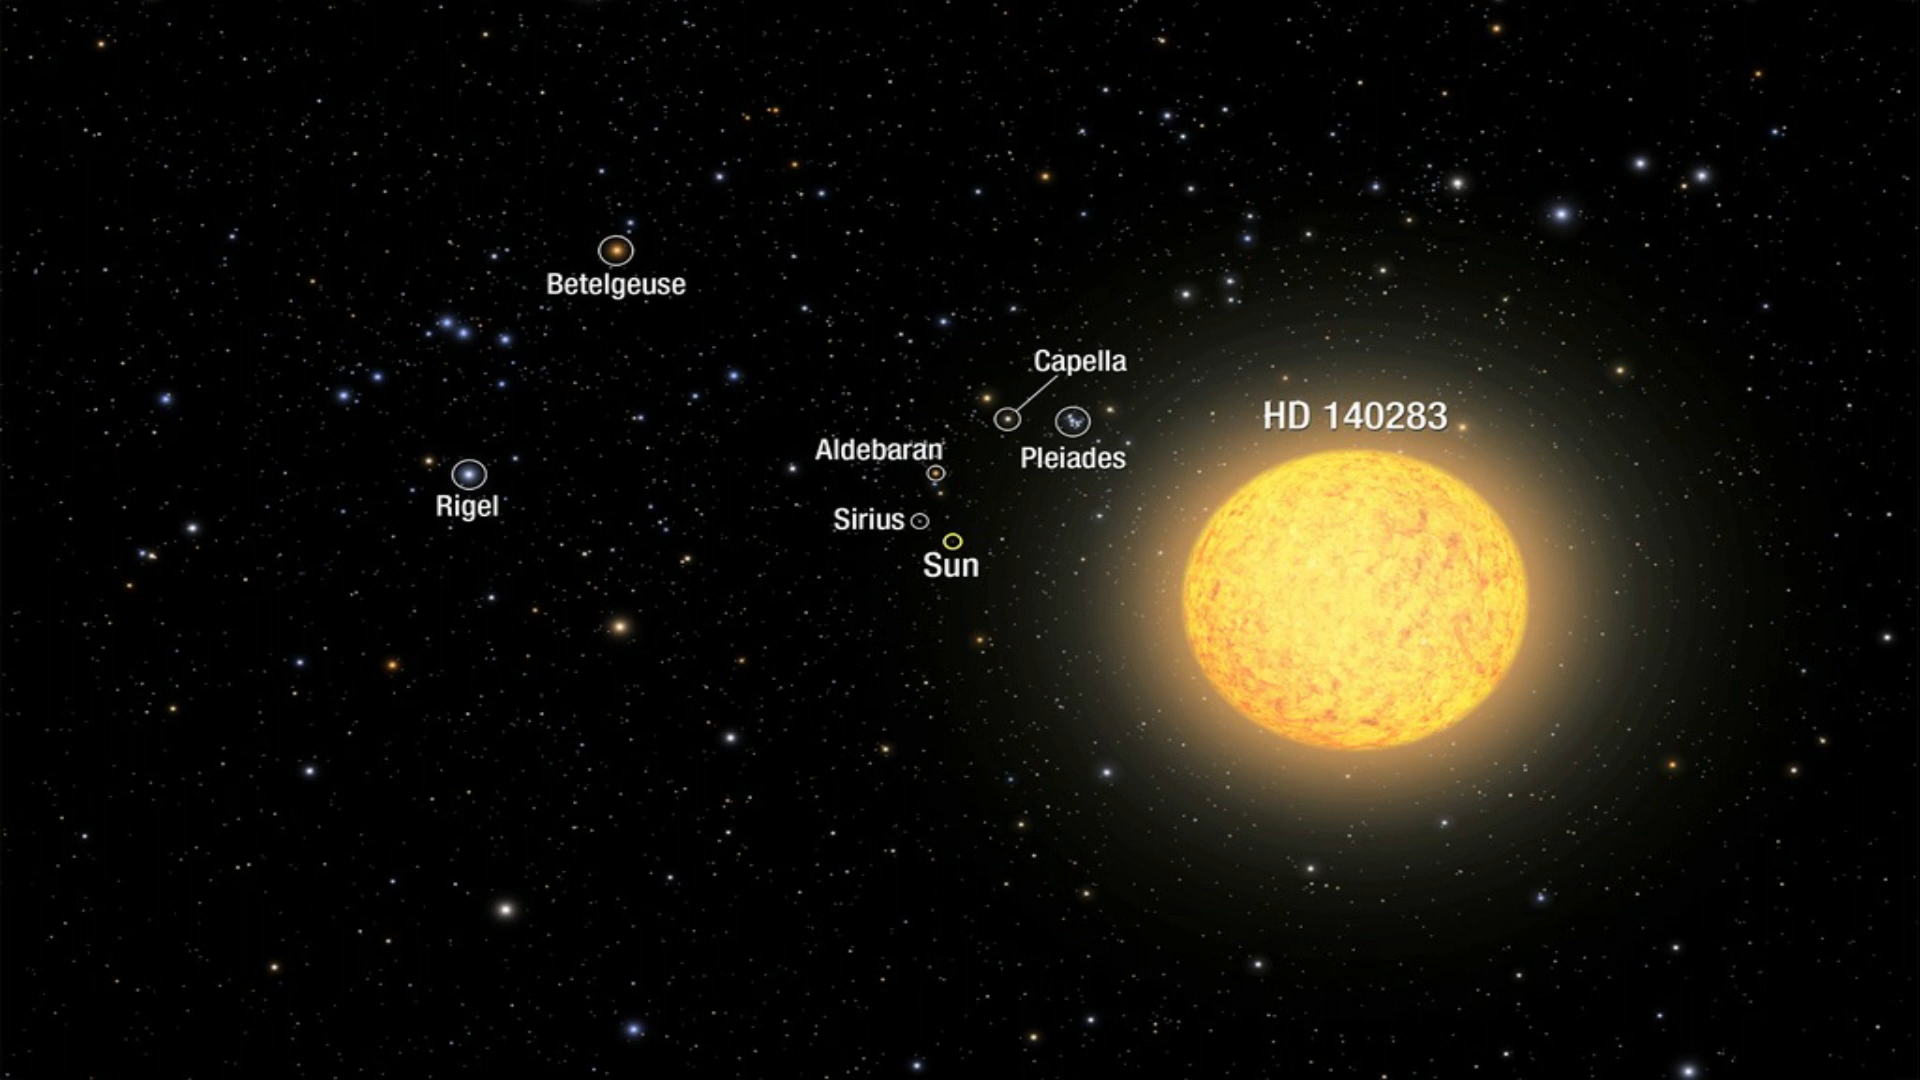 Betelgeuse
Capella
HD 140283
Aldebaran
Pleiades
Rigel
Sirius
Sun